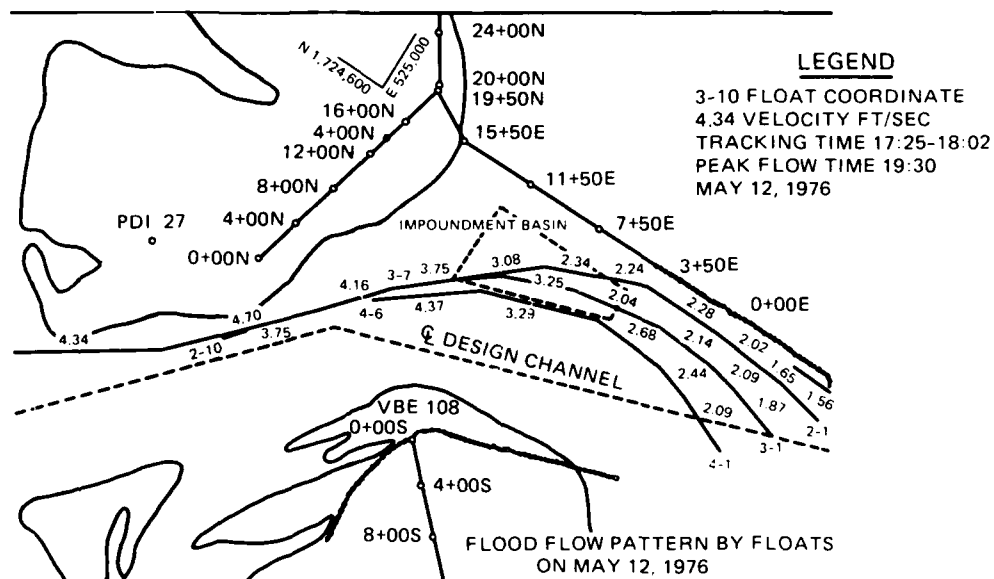 24+00N
N 1,724,600
E 525,000
20+00N
19+50N
16+00N
4+00N
12+00N
15+50E
8+00N
11+50E
4+00N
PDI 27
IMPOUNDMENT BASIN
7+50E
0+00N
3+50E
0+00E
LEGEND
3-10 FLOAT COORDINATE
4.34 VELOCITY FT/SEC
TRACKING TIME 17:25-18:02
PEAK FLOW TIME 19:30
MAY 12, 1976
3-7
3.75
3.08
2.34
2.24
4.16
3.25
2.04
2.28
4-6
4.37
3.29
4.70
4.34
2-10
3.75
2.68
2.14
2.02
2.44
2.09
1.65
1.56
2.09
1.87
2-1
3-1
4-1
℄ DESIGN CHANNEL
VBE 108
0+00S
4+00S
8+00S
FLOOD FLOW PATTERN BY FLOATS
ON MAY 12, 1976